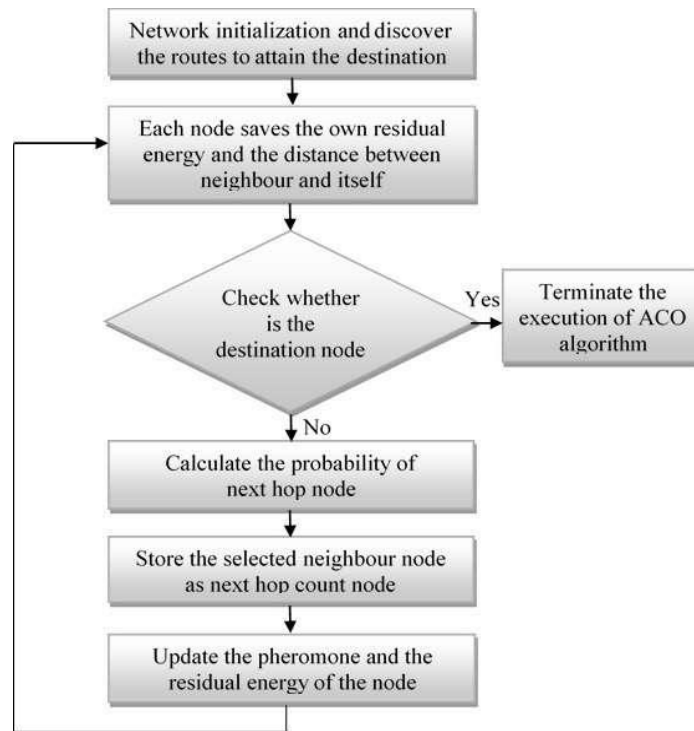 Network initialization and discover
the routes to attain the destination
Each node saves the own residual
energy and the distance between
neighbour and itself
Check whether
is the
destination node
Yes
Terminate the
execution of ACO
algorithm
No
Calculate the probability of
next hop node
Store the selected neighbour node
as next hop count node
Update the pheromone and the
residual energy of the node